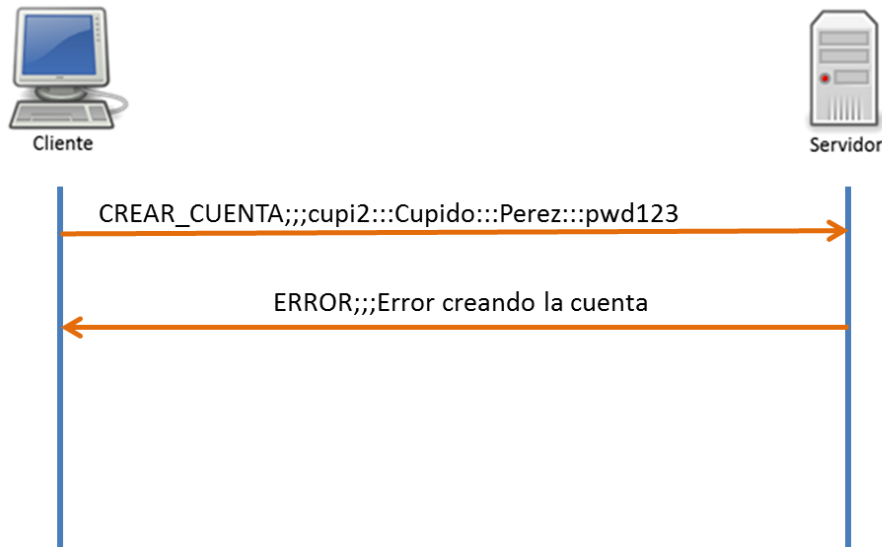 Cliente
Servidor
CREAR_CUENTA;;;cupi2:::Cupido:::Perez:::pwd123
ERROR;;;Error creando la cuenta